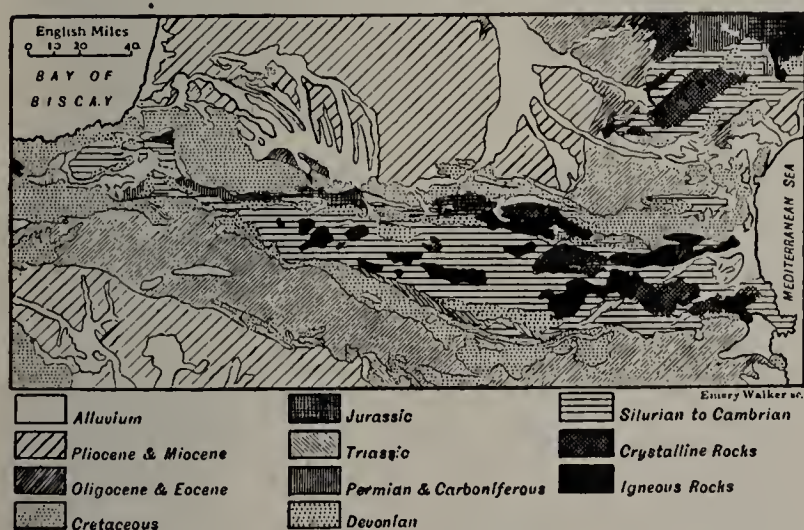 English Miles
0 10 20 40
BAY OF
BISCAY
MEDITERRANEAN SEA
Emery Walker sc.
Alluvium
Pliocene & Miocene
Oligocene & Eocene
Cretaceous
Jurassic
Triassic
Permian & Carboniferous
Devonian
Silurian to Cambrian
Crystalline Rocks
Igneous Rocks